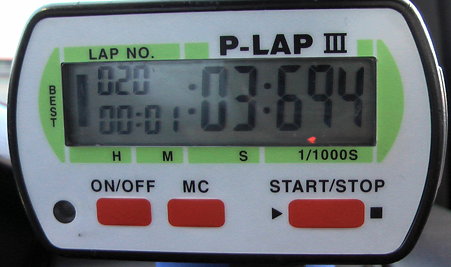 LAP NO. P-LAP III
BEST
020 :03:694
00:01
H M S 1/1000S
ON/OFF MC START/STOP